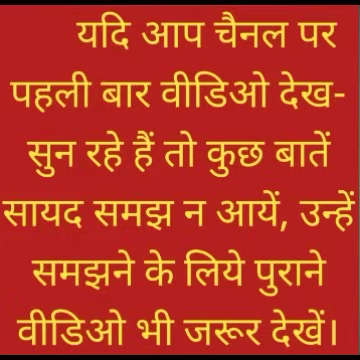 यदि आप चैनल पर
पहली बार वीडिओ देख-
सुन रहे हैं तो कुछ बातें
सायद समझ न आयें, उन्हें
समझने के लिये पुराने
वीडिओ भी जरूर देखें।